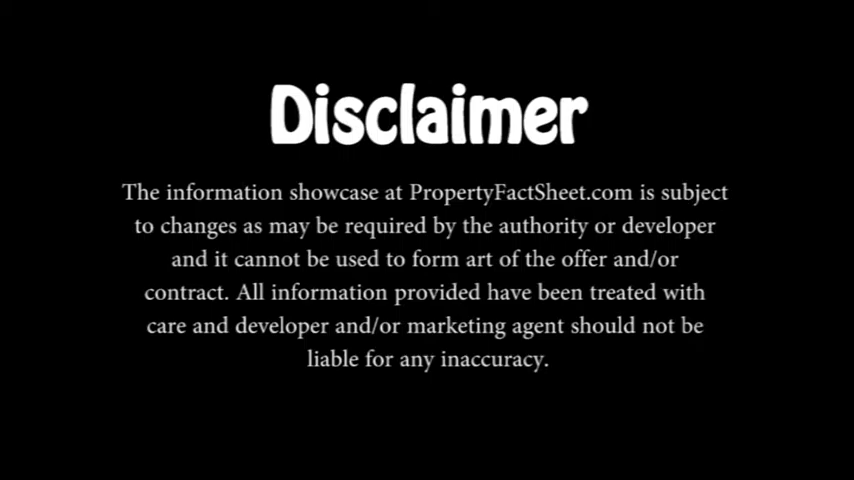 Disclaimer
The information showcase at PropertyFactSheet.com is subject
to changes as may be required by the authority or developer
and it cannot be used to form art of the offer and/or
contract. All information provided have been treated with
care and developer and/or marketing agent should not be
liable for any inaccuracy.